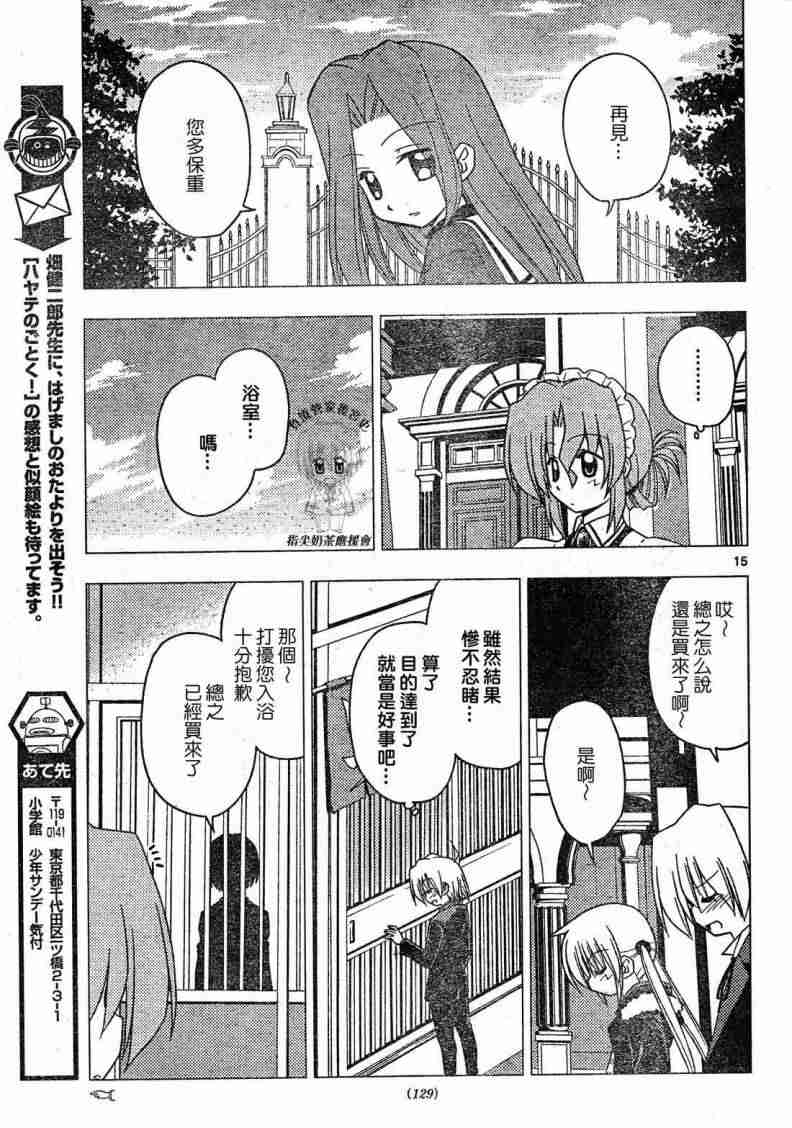 再見…
您多保重
………
浴室…
嗎…
指尖奶茶應援會
15
哎～
總之怎么說
還是買來了啊～
是啊～
雖然結果
慘不忍睹…
算了
目的達到了
就當是好事吧…
那個～
打擾您入浴
十分抱歉
總之
已經買來了
畑健二郎先生に、はげましのおたよりを出そう!!
【ハヤテのごとく!】の感想と似顔絵も待ってます。
あて先
〒119-0141 東京都千代田区一ツ橋2-3-1
小学館 少年サンデー気付
(129)